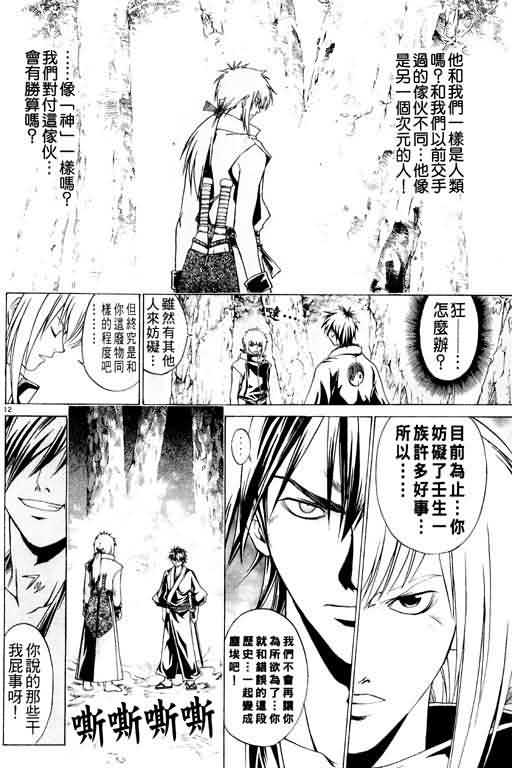 他和我們一樣是人類
嗎？和我們以前交手
過的傢伙不同…他像
是另一個次元的人！
……像「神」一樣嗎？
我們對付這傢伙…
會有勝算嗎？
狂——…
怎麼辦？
雖然有其他
人來妨礙…
但終究是和
你這廢物同
樣的程度吧
………
目前為止…你
妨礙了壬生一
族許多好事…
所以……
…
我們不會再讓你
為所欲為了…你
就和錯誤的這段
歷史…一起變成
塵埃吧！
嘶嘶嘶嘶
12
你說的那些干
我屁事呀！